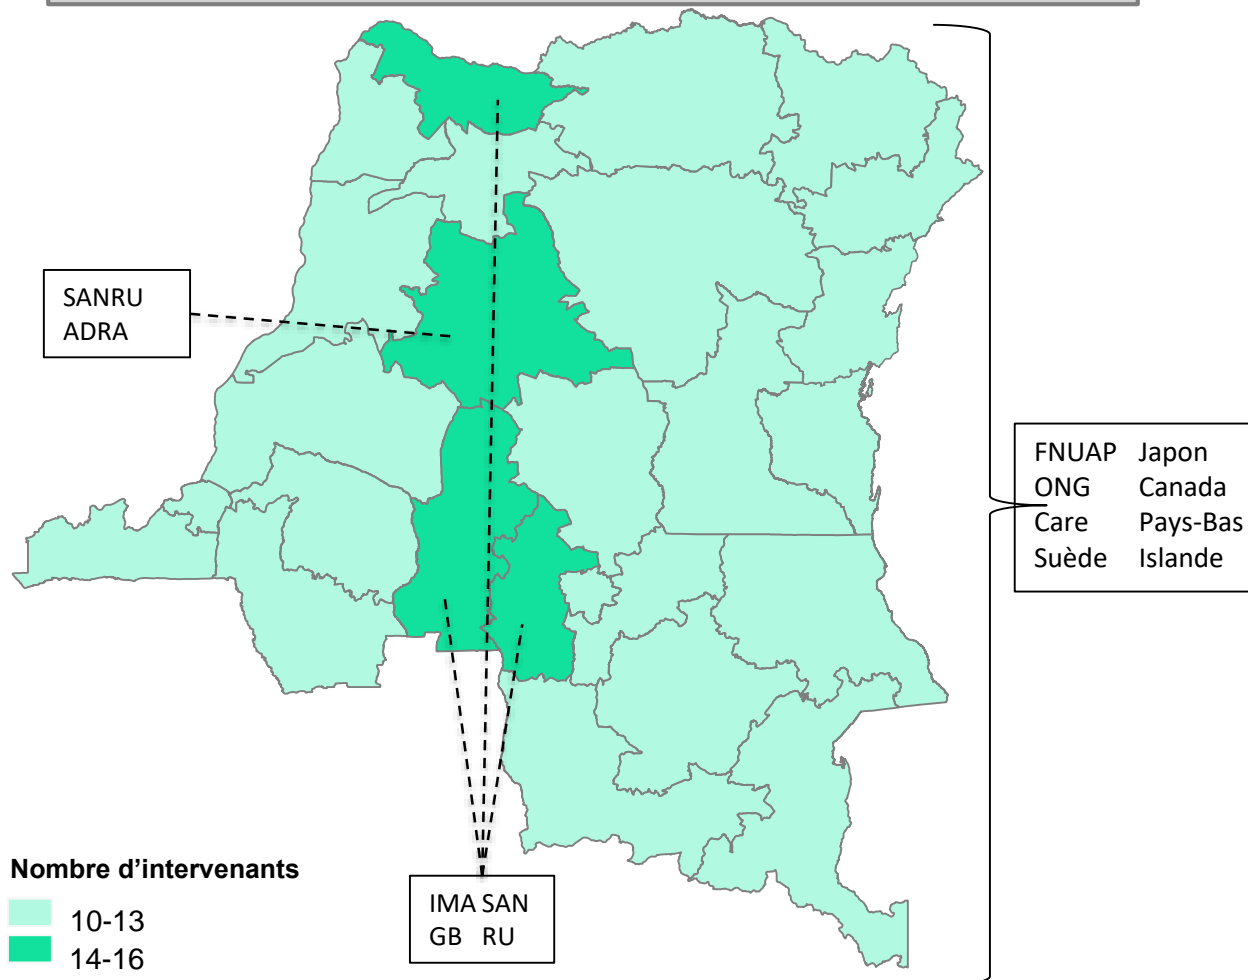 SANRU
ADRA
FNUAP Japon
ONG Canada
Care Pays-Bas
Suède Islande
Nombre d’intervenants
10-13
14-16
IMA SAN
GB RU